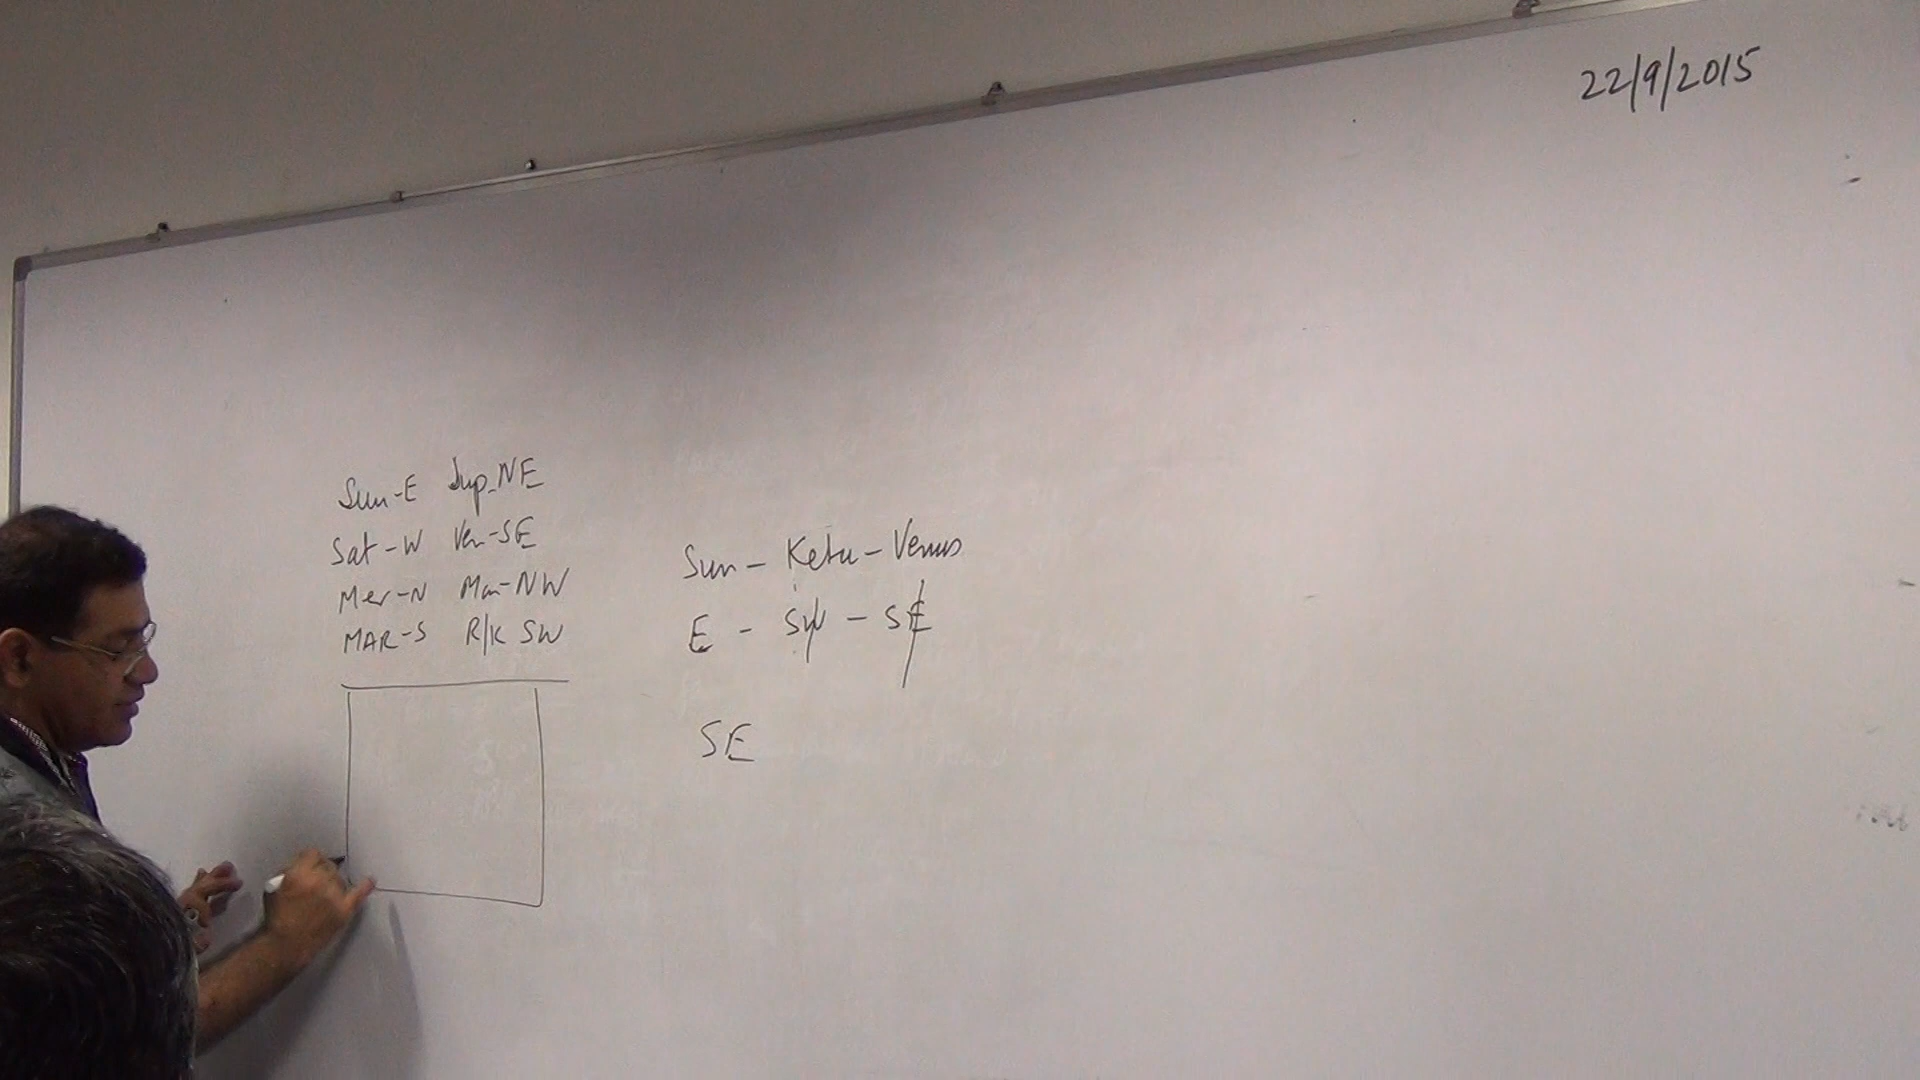 22/9/2015
Sun-E Jup-NE
Sat-W Ven-SE
Mer-N Mon-NW
MAR-S R/K SW
Sun - Ketu - Venus
E - SW - SE
SE